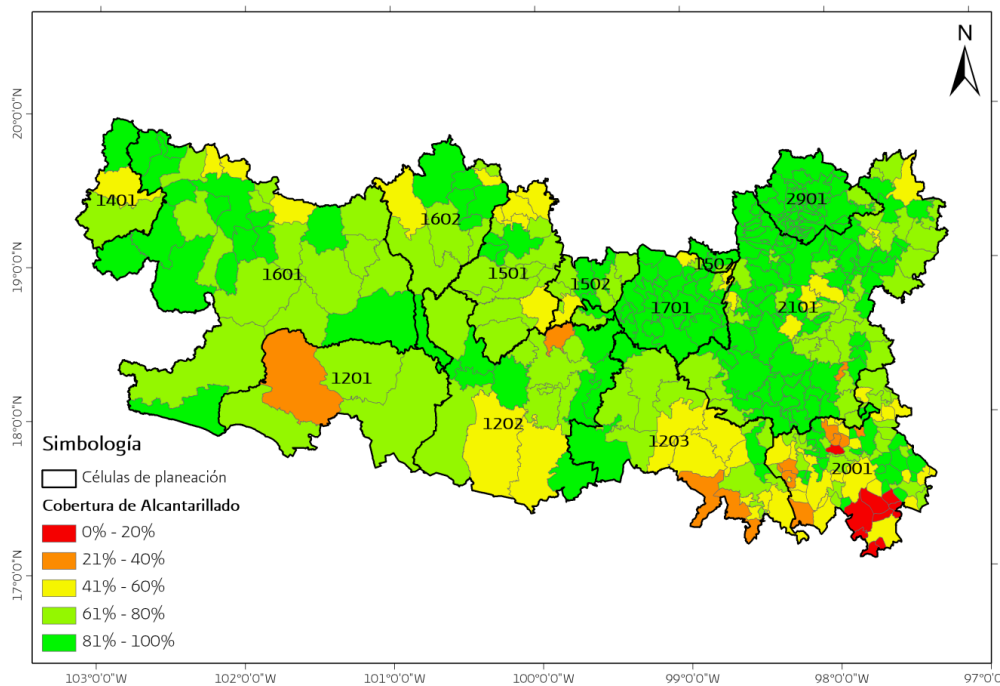 N
20°0'0"N
19°0'0"N
18°0'0"N
17°0'0"N
1401
1601
1602
1501
1502
1502
1701
2901
2101
1201
1202
1203
2001
Simbología
Células de planeación
Cobertura de Alcantarillado
0% - 20%
21% - 40%
41% - 60%
61% - 80%
81% - 100%
103°0'0"W
102°0'0"W
101°0'0"W
100°0'0"W
99°0'0"W
98°0'0"W
97°0'0"W